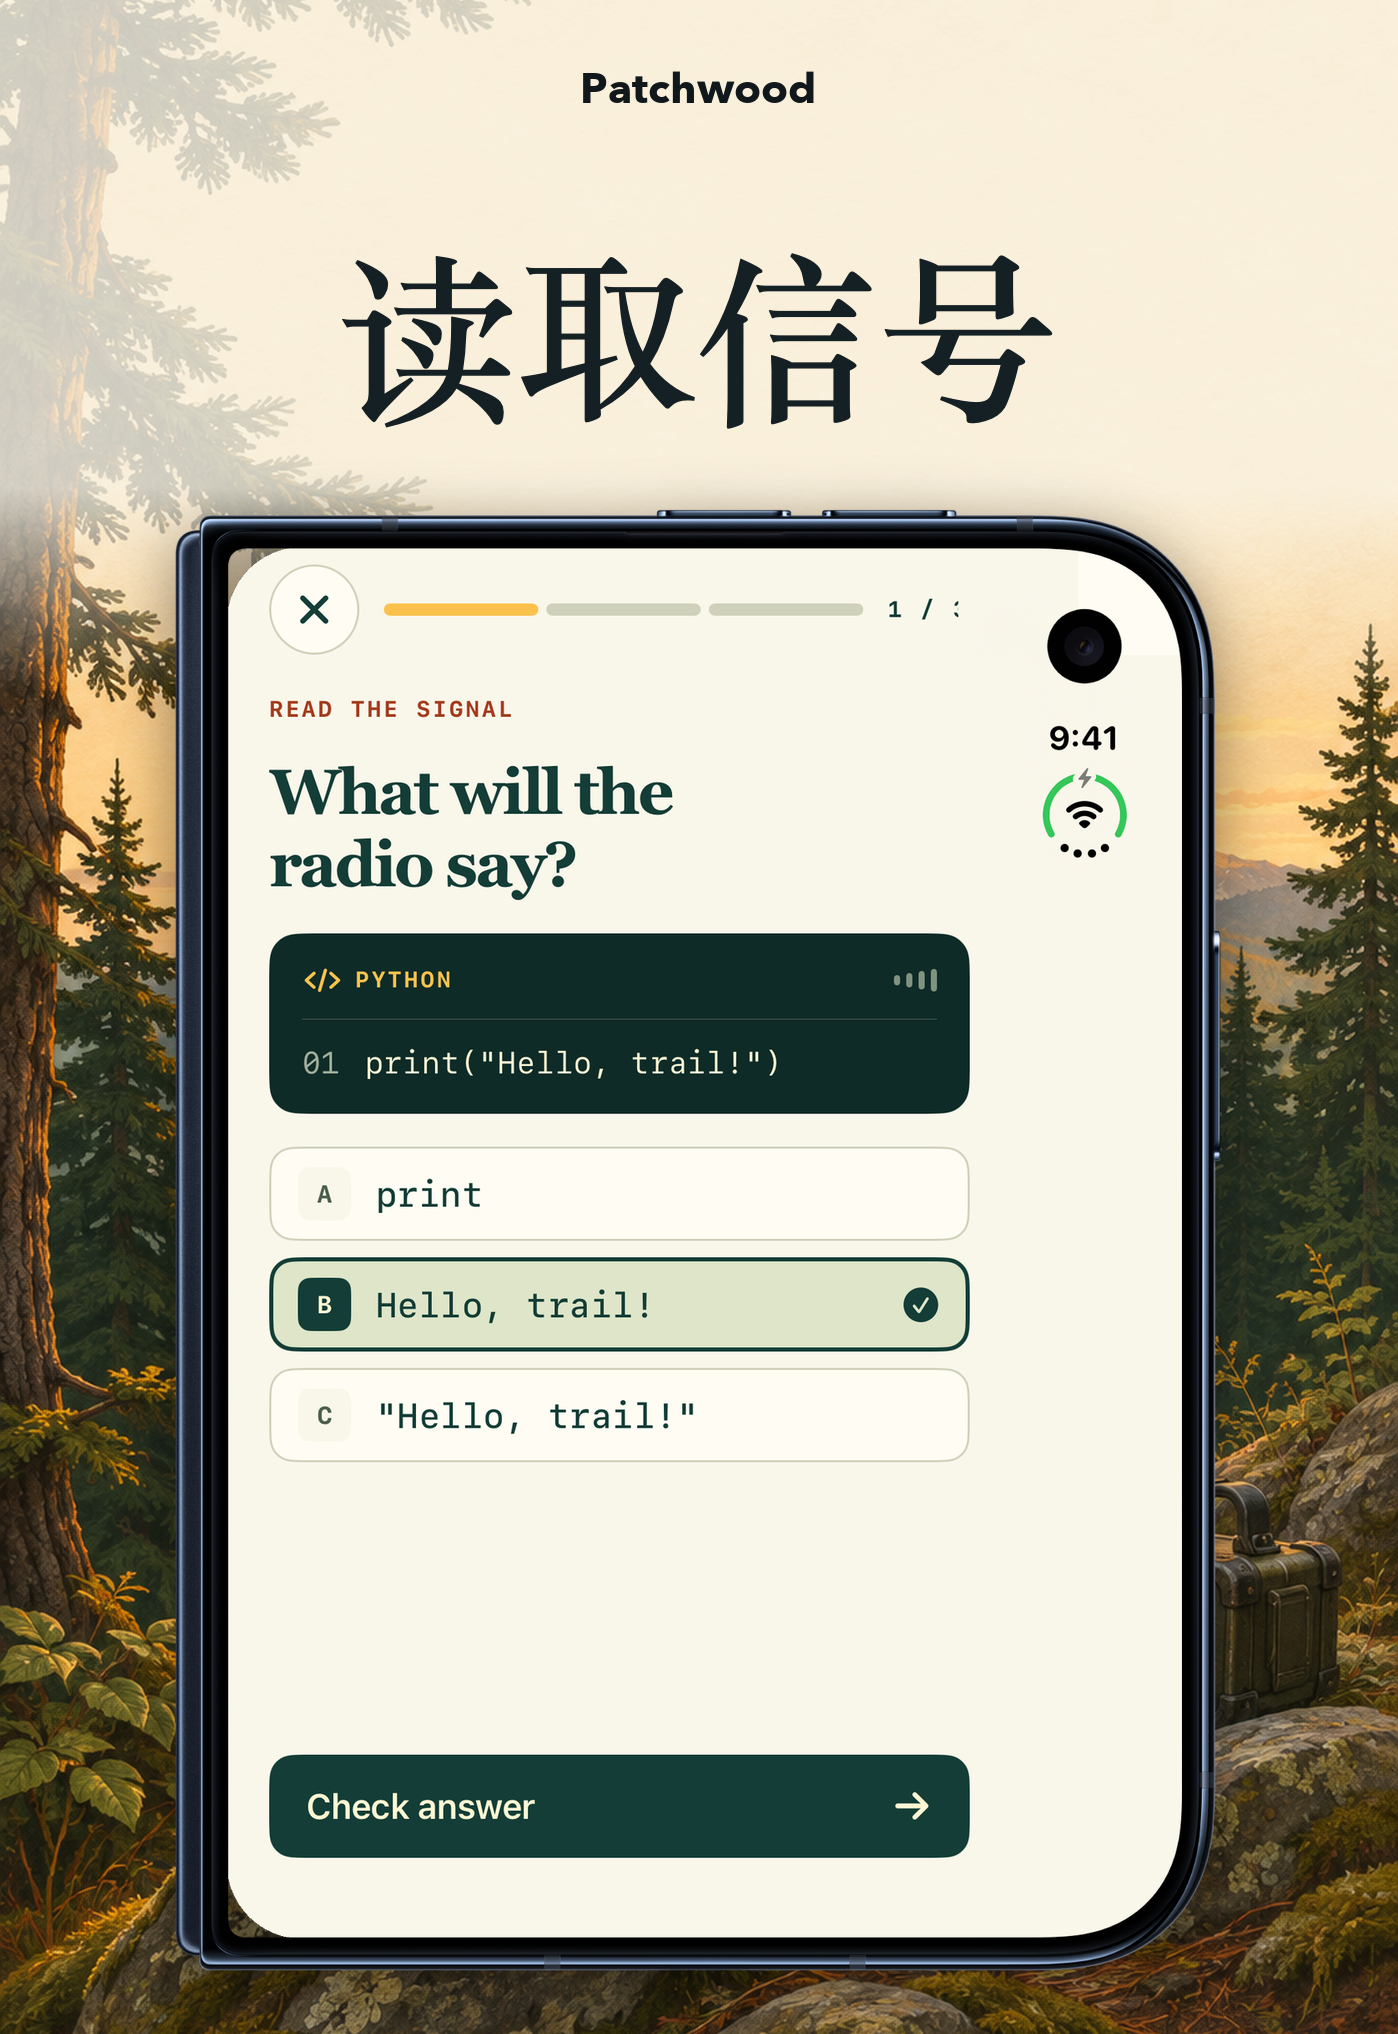 Patchwood
读取信号
1 / 
READ THE SIGNAL
9:41
What will the
radio say?
</> PYTHON
01 print("Hello, trail!")
A print
B Hello, trail!
C "Hello, trail!"
Check answer